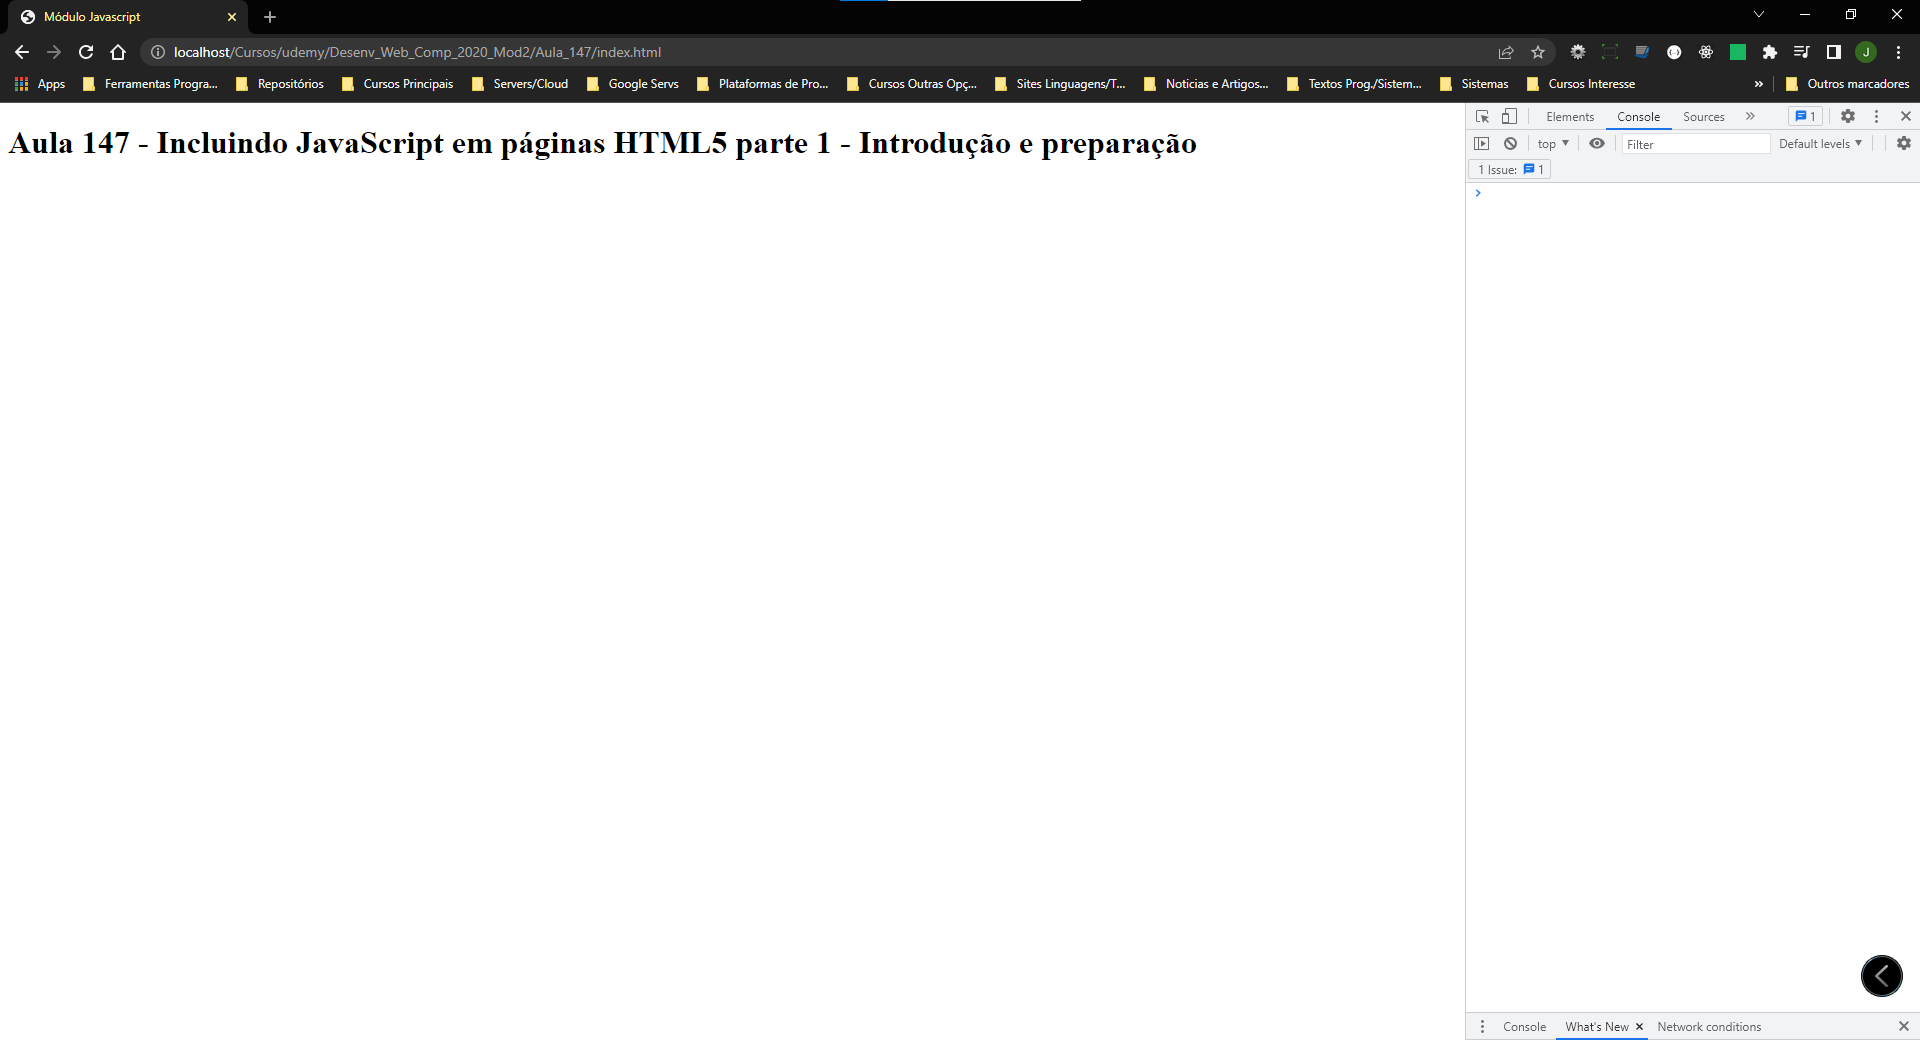 Módulo Javascript
localhost/Cursos/udemy/Desenv_Web_Comp_2020_Mod2/Aula_147/index.html
J
Apps Ferramentas Progra... Repositórios Cursos Principais Servers/Cloud Google Servs Plataformas de Pro... Cursos Outras Opç... Sites Linguagens/T... Noticias e Artigos... Textos Prog./Sistem... Sistemas Cursos Interesse » Outros marcadores
Aula 147 - Incluindo JavaScript em páginas HTML5 parte 1 - Introdução e preparação
Elements Console Sources » 1
top Filter Default levels
1 Issue: 1
Console What's New Network conditions